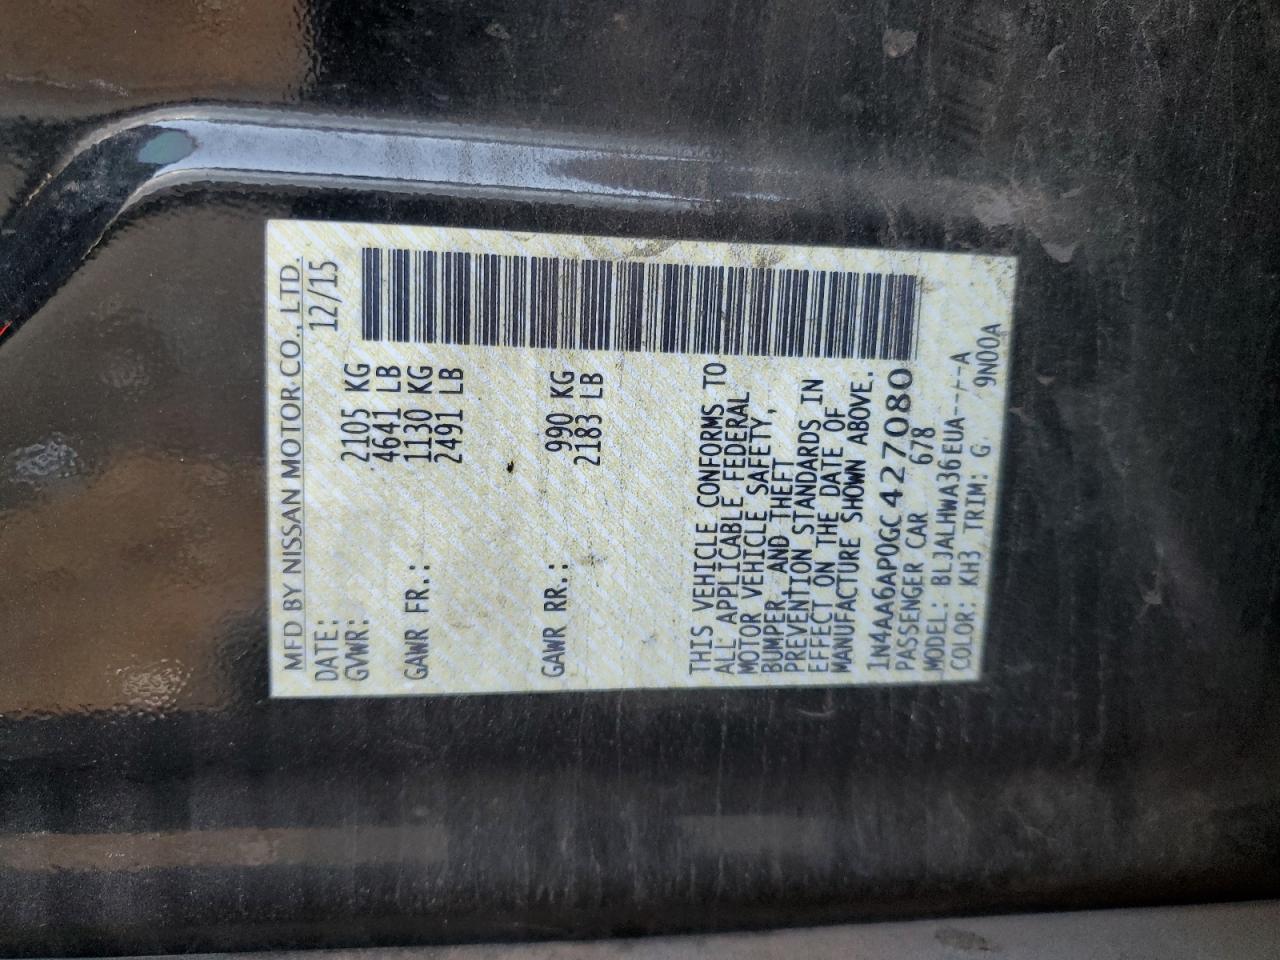 MFD BY NISSAN MOTOR CO., LTD.
DATE: 12/15
GVWR: 2105 KG
4641 LB
GAWR FR.: 1130 KG
2491 LB
GAWR RR.: 990 KG
2183 LB
THIS VEHICLE CONFORMS TO
ALL APPLICABLE FEDERAL
MOTOR VEHICLE SAFETY,
BUMPER, AND THEFT
PREVENTION STANDARDS IN
EFFECT ON THE DATE OF
MANUFACTURE SHOWN ABOVE.
1N4AA6AP0GC427080
PASSENGER CAR 678
MODEL: BLJALHWA36EUA----A
COLOR: KH3 TRIM: G 9N00A